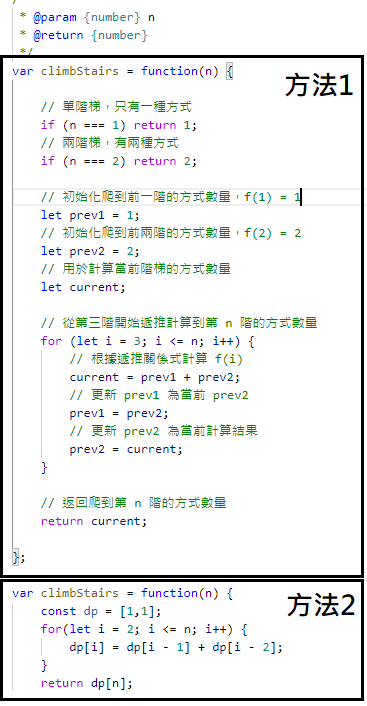 /
 * @param {number} n
 * @return {number}
 */
方法1
var climbStairs = function(n) {
    // 單階梯，只有一種方式
    if (n === 1) return 1;
    // 兩階梯，有兩種方式
    if (n === 2) return 2;
    // 初始化爬到前一階的方式數量，f(1) = 1
    let prev1 = 1;
    // 初始化爬到前兩階的方式數量，f(2) = 2
    let prev2 = 2;
    // 用於計算當前階梯的方式數量
    let current;
    // 從第三階開始遞推計算到第 n 階的方式數量
    for (let i = 3; i <= n; i++) {
        // 根據遞推關係式計算 f(i)
        current = prev1 + prev2;
        // 更新 prev1 為當前 prev2
        prev1 = prev2;
        // 更新 prev2 為當前計算結果
        prev2 = current;
    }
    // 返回爬到第 n 階的方式數量
    return current;
};
方法2
var climbStairs = function(n) {
    const dp = [1,1];
    for(let i = 2; i <= n; i++) {
        dp[i] = dp[i - 1] + dp[i - 2];
    }
    return dp[n];